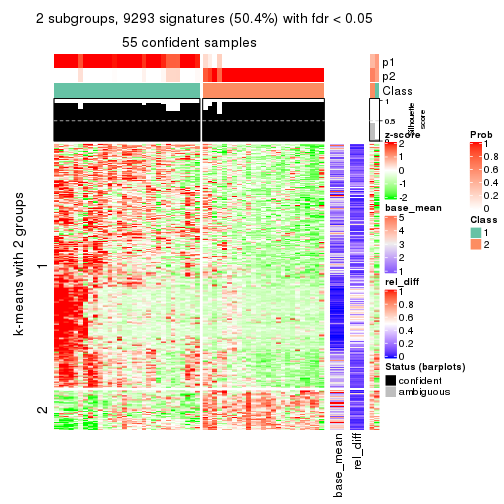 2 subgroups, 9293 signatures (50.4%) with fdr < 0.05
55 confident samples
p1
p2
Class
1
0.5
0
Silhouette
score
z-score
2
1
0
-1
-2
base_mean
5
4
3
2
1
rel_diff
1
0.8
0.6
0.4
0.2
0
Status (barplots)
confident
ambiguous
Prob
1
0.8
0.6
0.4
0.2
0
Class
1
2
k-means with 2 groups
1
2
base_mean
rel_diff